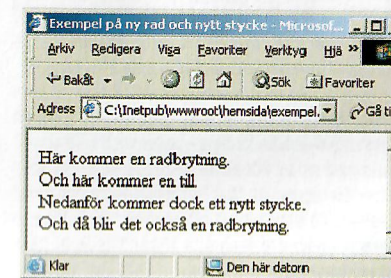 Exempel på ny rad och nytt stycke - Microsof...
Arkiv Redigera Visa Favoriter Verktyg Hjä »
Bakåt Sök Favoriter
Adress C:\Inetpub\wwwroot\hemsida\exempel. Gå ti
Här kommer en radbrytning.
Och här kommer en till.
Nedanför kommer dock ett nytt stycke.
Och då blir det också en radbrytning.
Klar Den här datorn